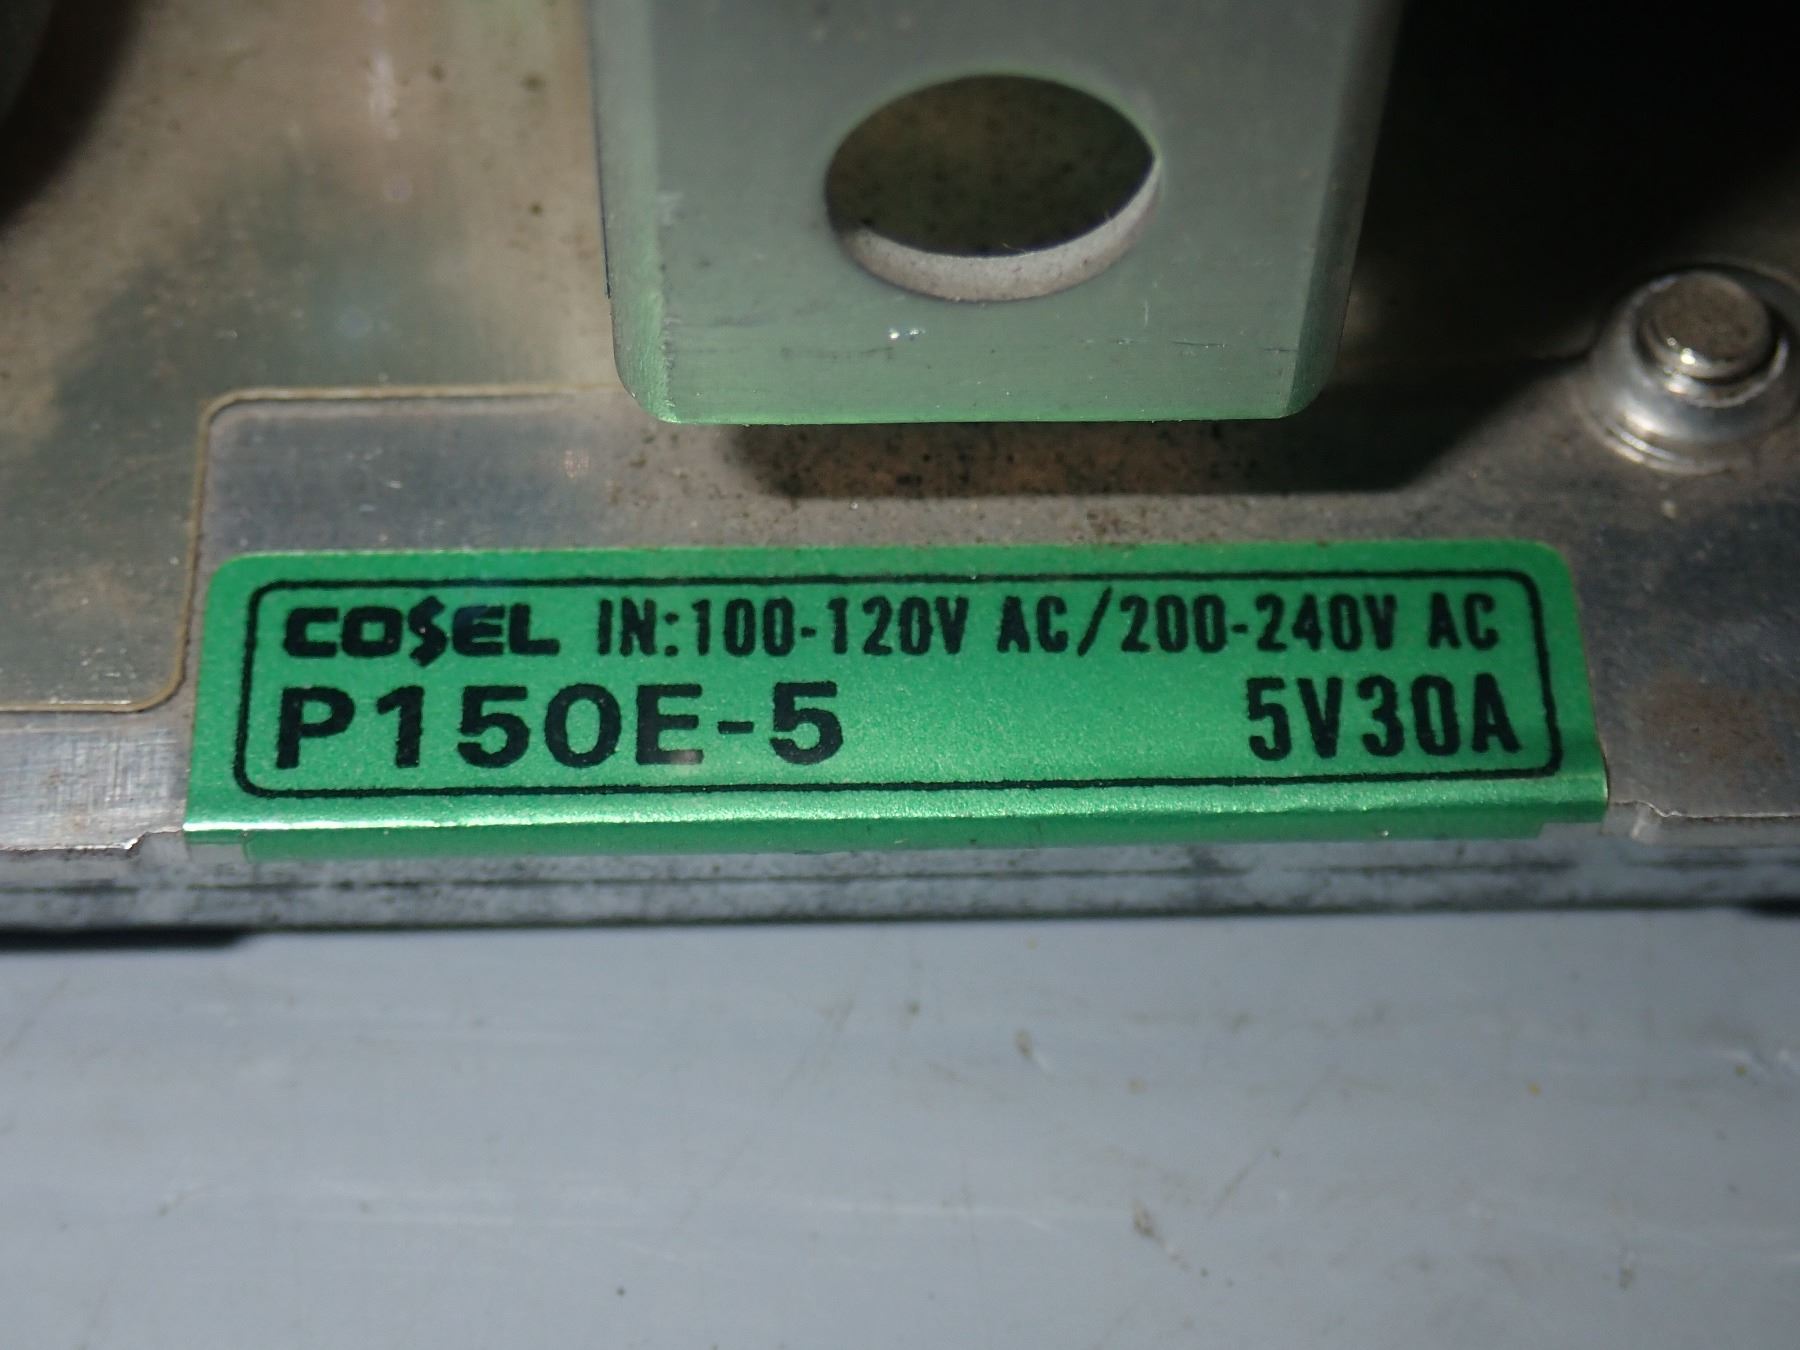 COSEL IN:100-120V AC/200-240V AC
P150E-5 5V30A